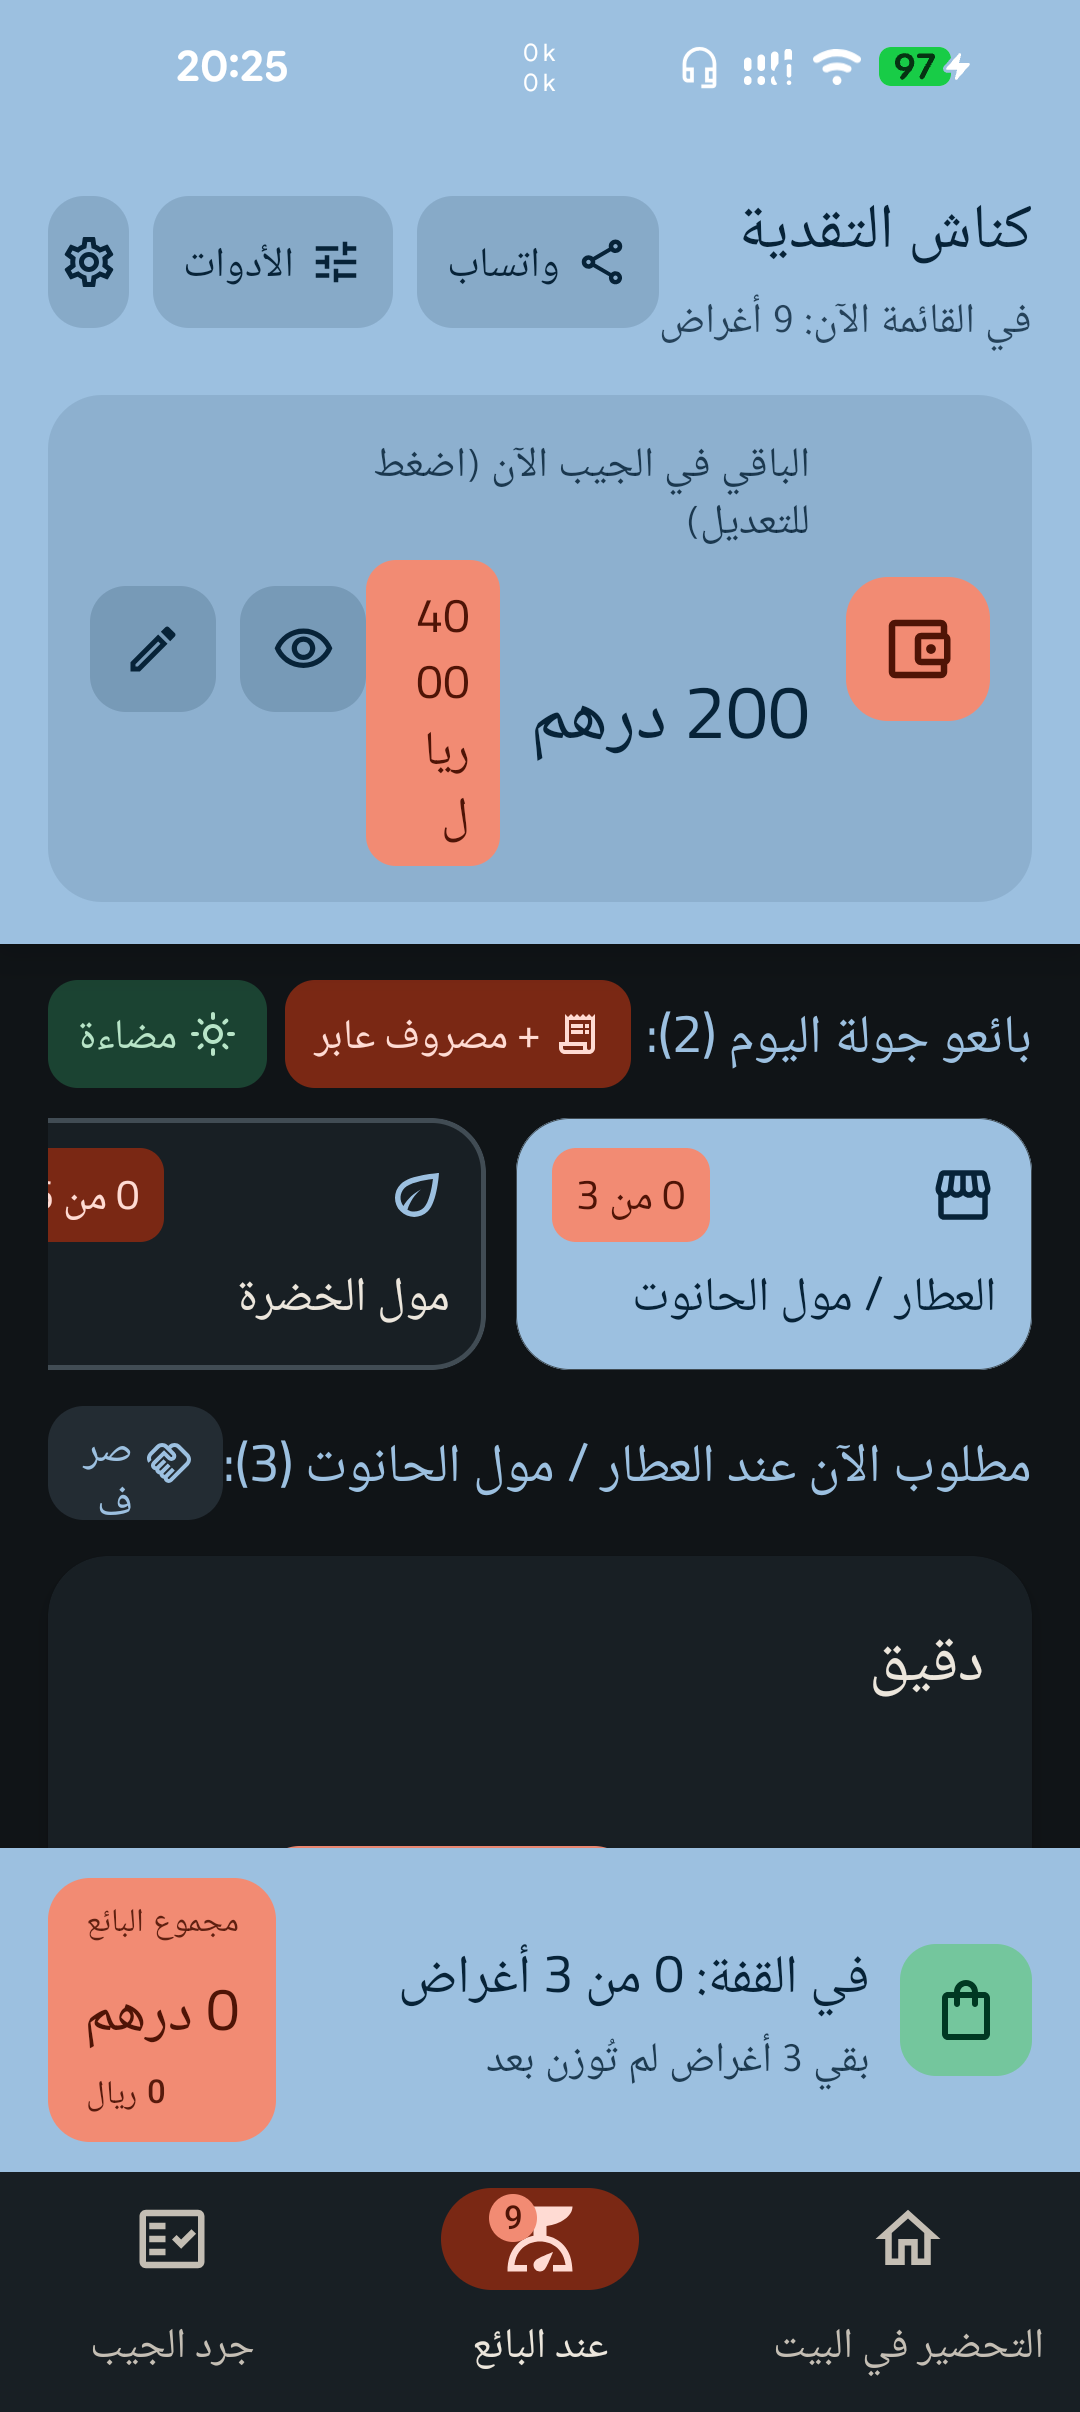 20:25
0 k
0 k
97
كناش التقدية
في القائمة الآن: 9 أغراض
واتساب
الأدوات
الباقي في الجيب الآن (اضغط
للتعديل)
200 درهم
40
00
ريا
ل
بائعو جولة اليوم (2):
+ مصروف عابر
مضاءة
0 من 3
العطار / مول الحانوت
0 من
مول الخضرة
مطلوب الآن عند العطار / مول الحانوت (3):
صر
ف
دقيق
في القفة: 0 من 3 أغراض
بقي 3 أغراض لم تُوزن بعد
مجموع البائع
0 درهم
0 ريال
التحضير في البيت
9
عند البائع
جرد الجيب